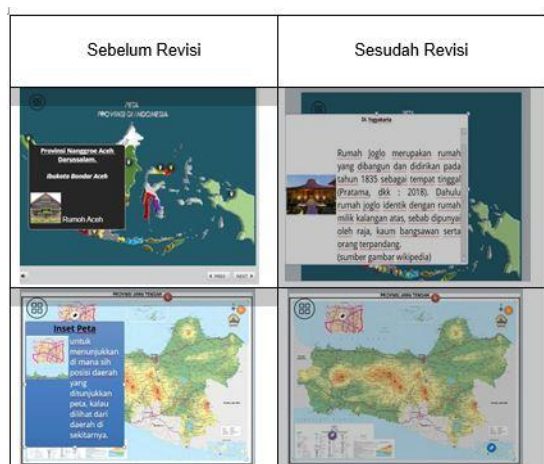 Sebelum Revisi
Sesudah Revisi
PETA
PROVINSI DI INDONESIA
Provinsi Nanggroe Aceh
Darussalam.
Ibukota Bandar Aceh
Rumoh Aceh
PREV
NEXT
DI. Yogyakarta
Rumah Joglo merupakan rumah
yang dibangun dan didirikan pada
tahun 1835 sebagai tempat tinggal
(Pratama, dkk : 2018). Dahulu
rumah joglo identik dengan rumah
milik kalangan atas, sebab dipunyai
oleh raja, kaum bangsawan serta
orang terpandang.
(sumber gambar wikipedia)
PROVINSI JAWA TENGAH
Inset Peta
untuk
menunjukkan
di mana sih
posisi daerah
yang
ditunjukkan
peta, kalau
dilihat dari
daerah di
sekitarnya.
PROVINSI JAWA TENGAH